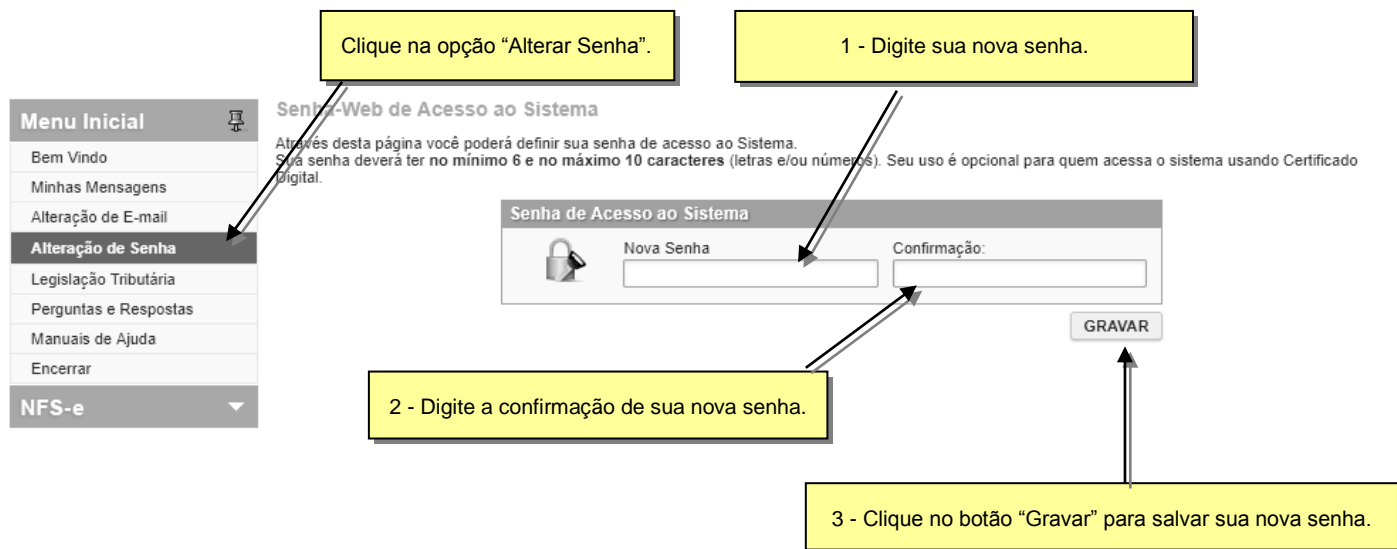 Clique na opção “Alterar Senha”.
1 - Digite sua nova senha.
Menu Inicial
Bem Vindo
Minhas Mensagens
Alteração de E-mail
Alteração de Senha
Legislação Tributária
Perguntas e Respostas
Manuais de Ajuda
Encerrar
NFS-e
Senha-Web de Acesso ao Sistema
Através desta página você poderá definir sua senha de acesso ao Sistema.
Sua senha deverá ter no mínimo 6 e no máximo 10 caracteres (letras e/ou números). Seu uso é opcional para quem acessa o sistema usando Certificado
Digital.
Senha de Acesso ao Sistema
Nova Senha
Confirmação:
GRAVAR
2 - Digite a confirmação de sua nova senha.
3 - Clique no botão “Gravar” para salvar sua nova senha.